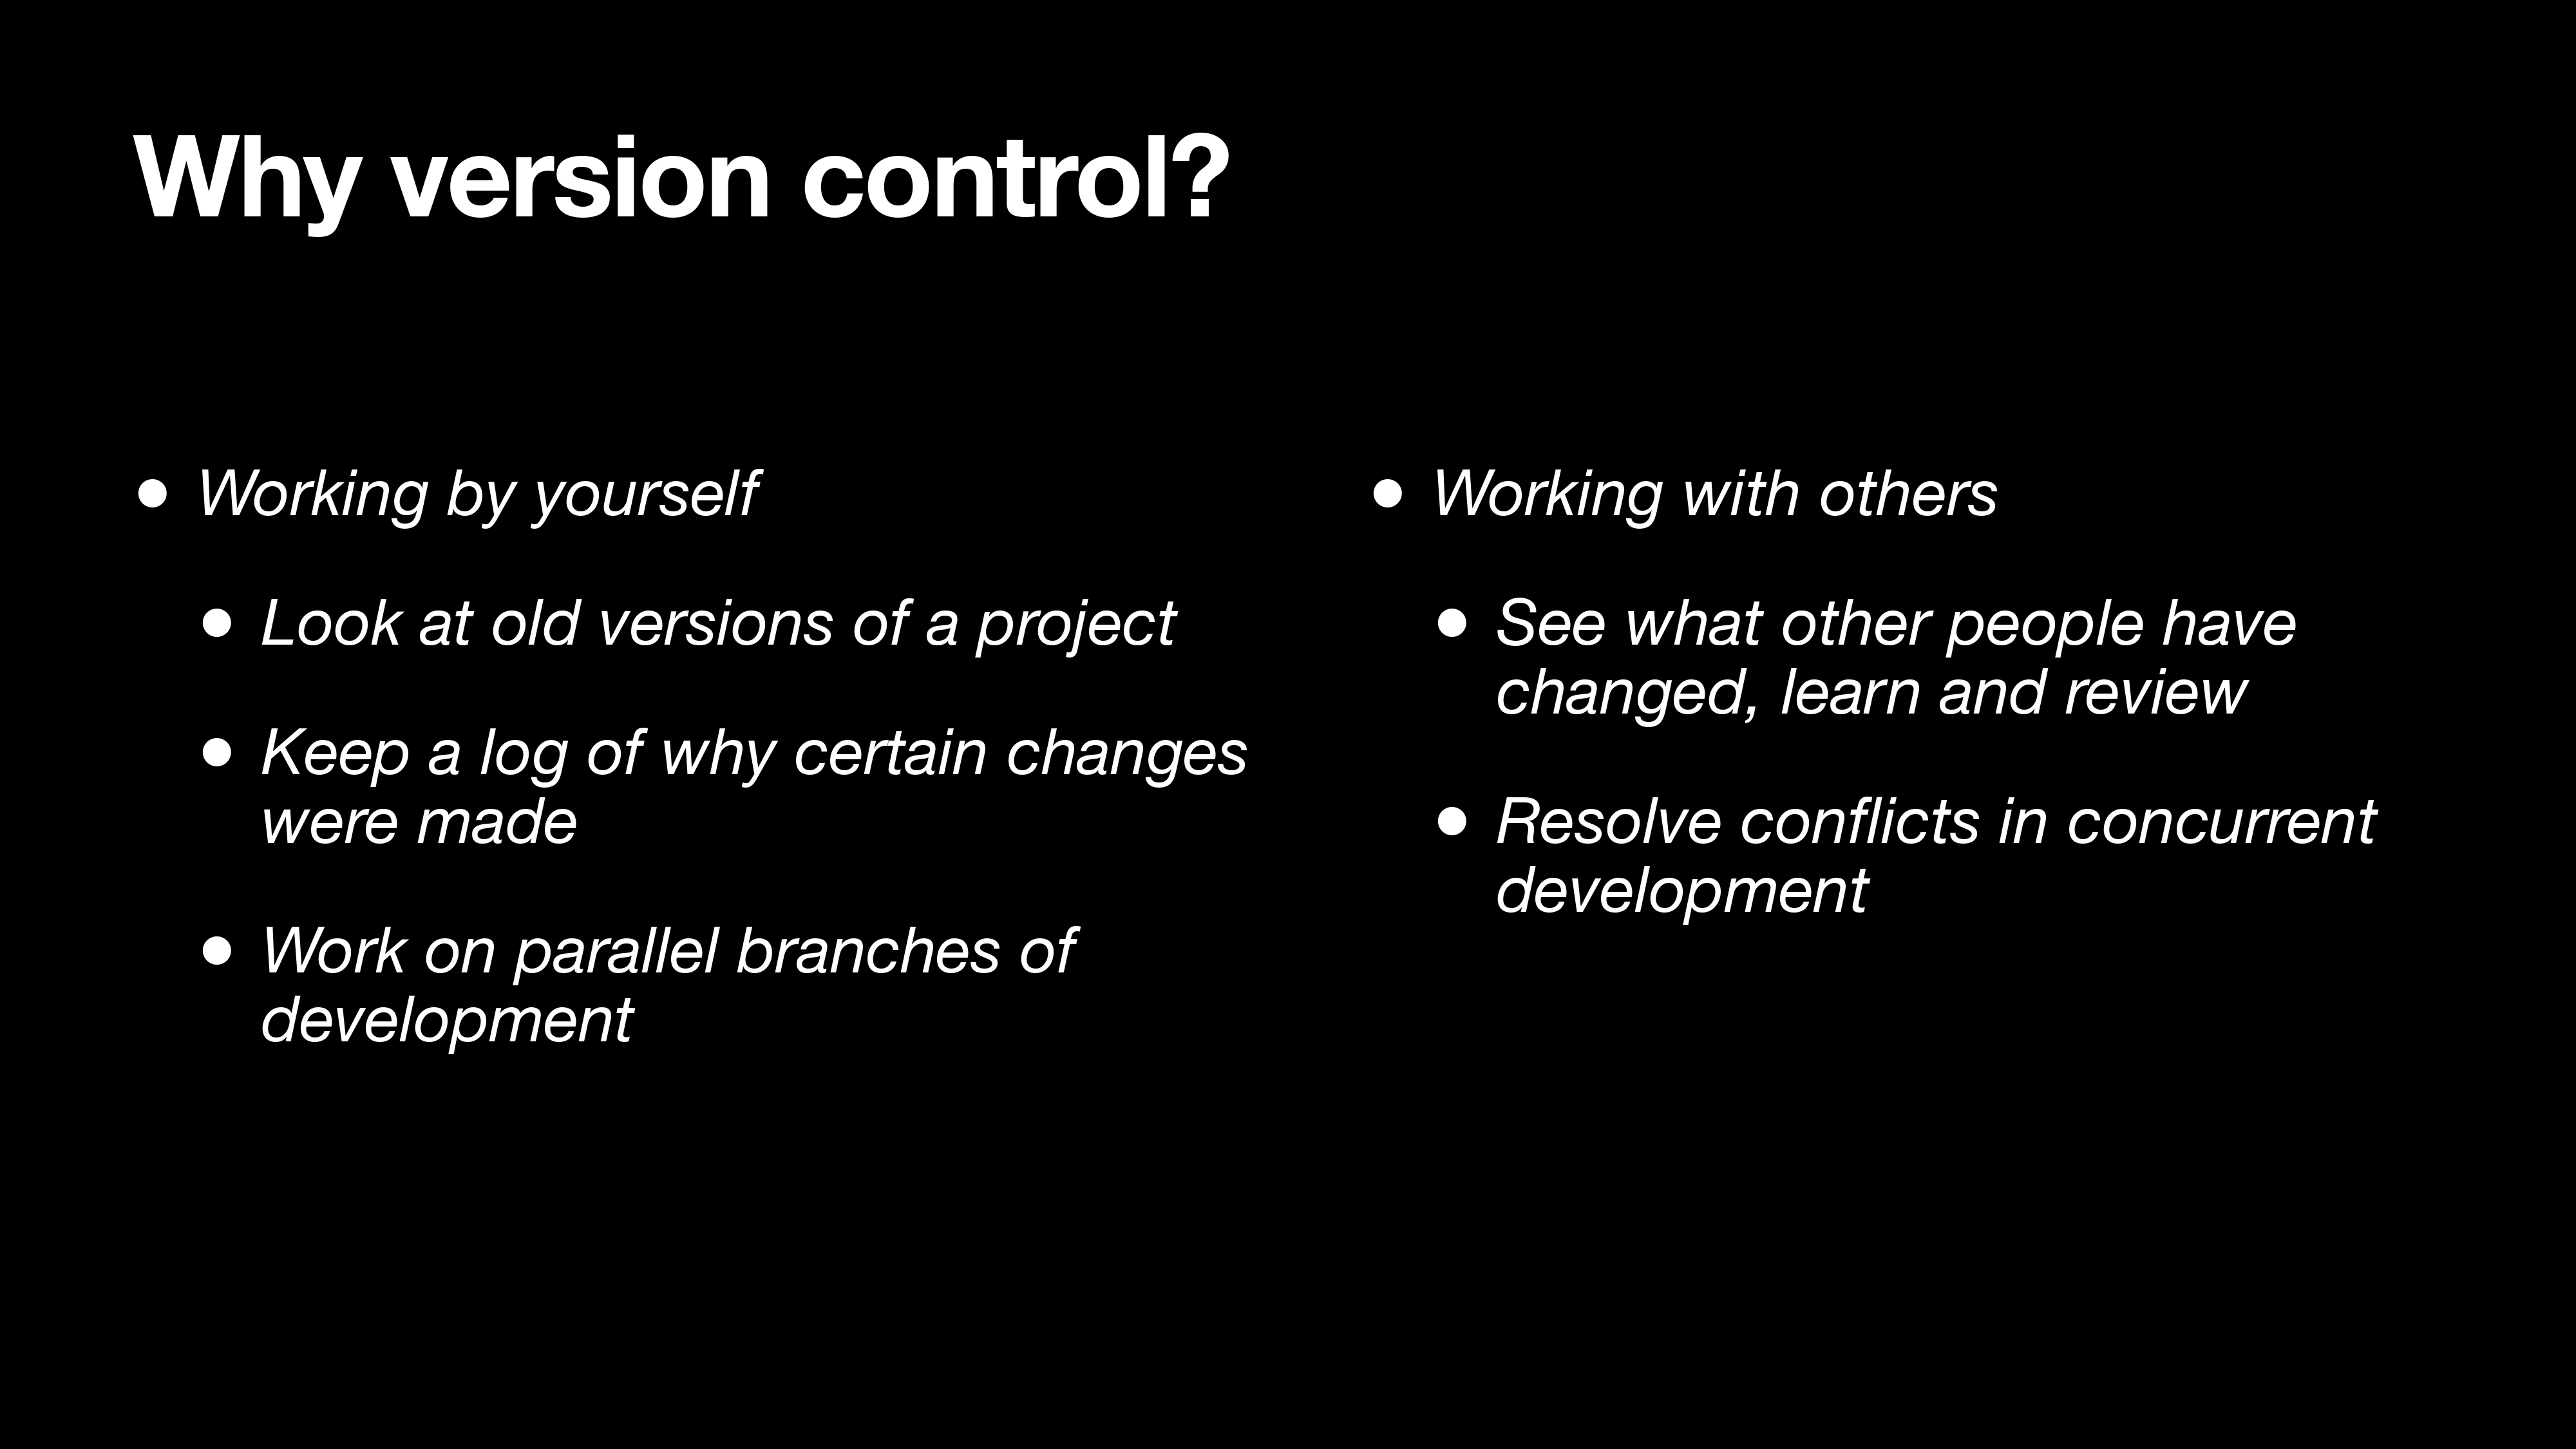 Why version control?
• Working by yourself
• Look at old versions of a project
• Keep a log of why certain changes
were made
• Work on parallel branches of
development
• Working with others
• See what other people have
changed, learn and review
• Resolve conflicts in concurrent
development